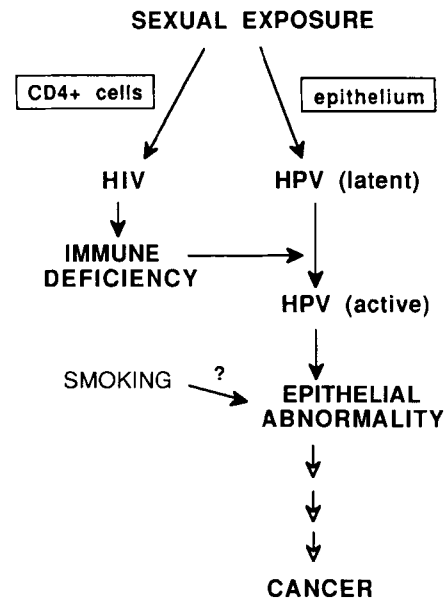 SEXUAL EXPOSURE
CD4+ cells
epithelium
HIV
HPV (latent)
IMMUNE
DEFICIENCY
HPV (active)
SMOKING
?
EPITHELIAL
ABNORMALITY
CANCER